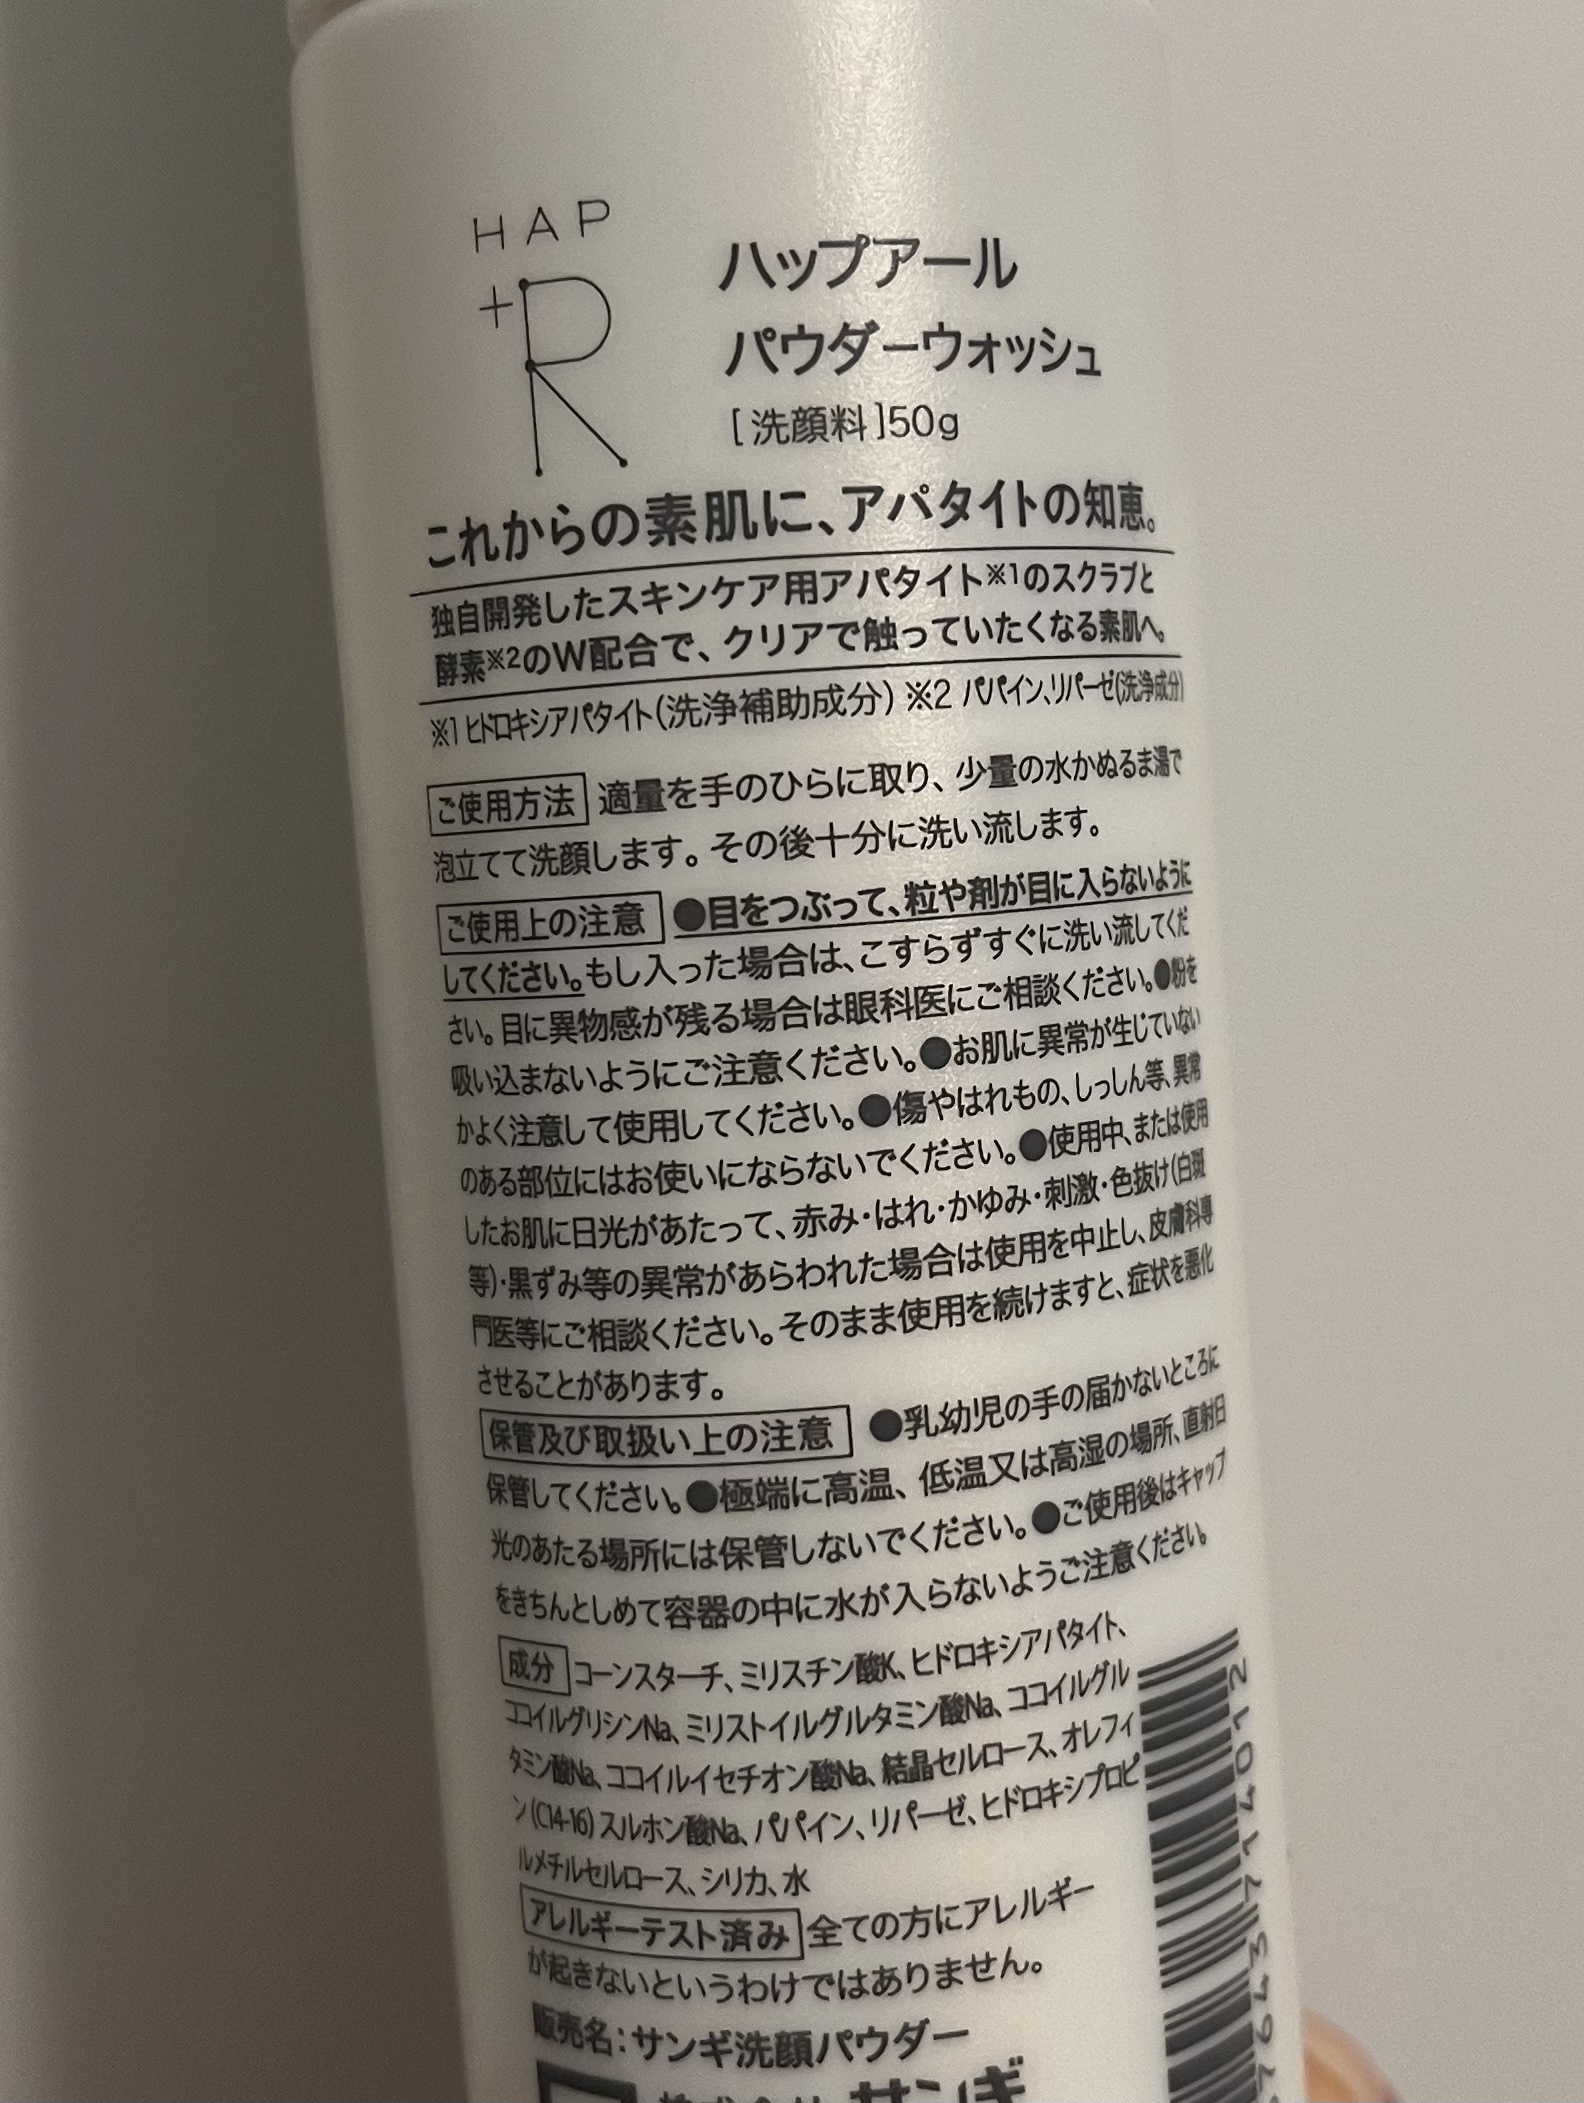 HAP
+R
ハップアール
パウダーウォッシュ
[洗顔料]50g
これからの素肌に、アパタイトの知恵。
独自開発したスキンケア用アパタイト※1のスクラブと
酵素※2のW配合で、クリアで触っていたくなる素肌へ。
※1 ヒドロキシアパタイト(洗浄補助成分) ※2 パパイン、リパーゼ(洗浄成分)
ご使用方法 適量を手のひらに取り、少量の水かぬるま湯で
泡立てて洗顔します。その後十分に洗い流します。
ご使用上の注意 ●目をつぶって、粒や剤が目に入らないように
してください。もし入った場合は、こすらずすぐに洗い流してくだ
さい。目に異物感が残る場合は眼科医にご相談ください。●粉を
吸い込まないようにご注意ください。●お肌に異常が生じていない
かよく注意して使用してください。●傷やはれもの、しっしん等、異常
のある部位にはお使いにならないでください。●使用中、または使用
したお肌に日光があたって、赤み・はれ・かゆみ・刺激・色抜け(白斑
等)・黒ずみ等の異常があらわれた場合は使用を中止し、皮膚科専
門医等にご相談ください。そのまま使用を続けますと、症状を悪化
させることがあります。
保管及び取扱い上の注意 ●乳幼児の手の届かないところに
保管してください。●極端に高温、低温又は高湿の場所、直射日
光のあたる場所には保管しないでください。●ご使用後はキャップ
をきちんとしめて容器の中に水が入らないようご注意ください。
成分 コーンスターチ、ミリスチン酸K、ヒドロキシアパタイト、
ココイルグリシンNa、ミリストイルグルタミン酸Na、ココイルグル
タミン酸Na、ココイルイセチオン酸Na、結晶セルロース、オレフィ
ン(C14-16)スルホン酸Na、パパイン、リパーゼ、ヒドロキシプロピ
ルメチルセルロース、シリカ、水
アレルギーテスト済み 全ての方にアレルギー
が起きないというわけではありません。
販売名：サンギ洗顔パウダー
株式会社サンギ